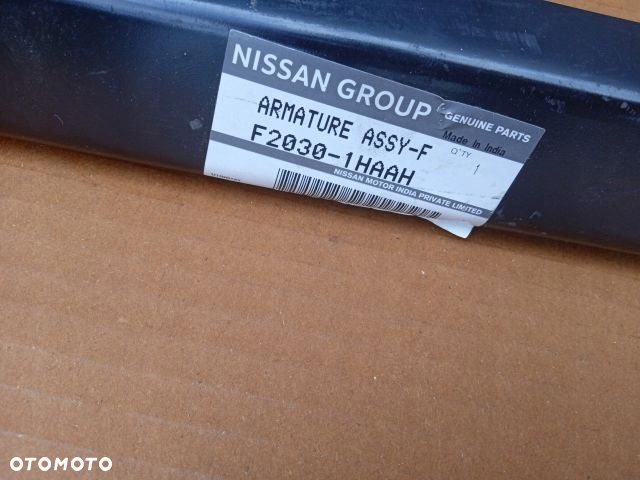 NISSAN GROUP
GENUINE PARTS
Made in India
ARMATURE ASSY-F
Q'TY
F2030-1HAAH
1
NISSAN MOTOR INDIA PRIVATE LIMITED
OTOMOTO